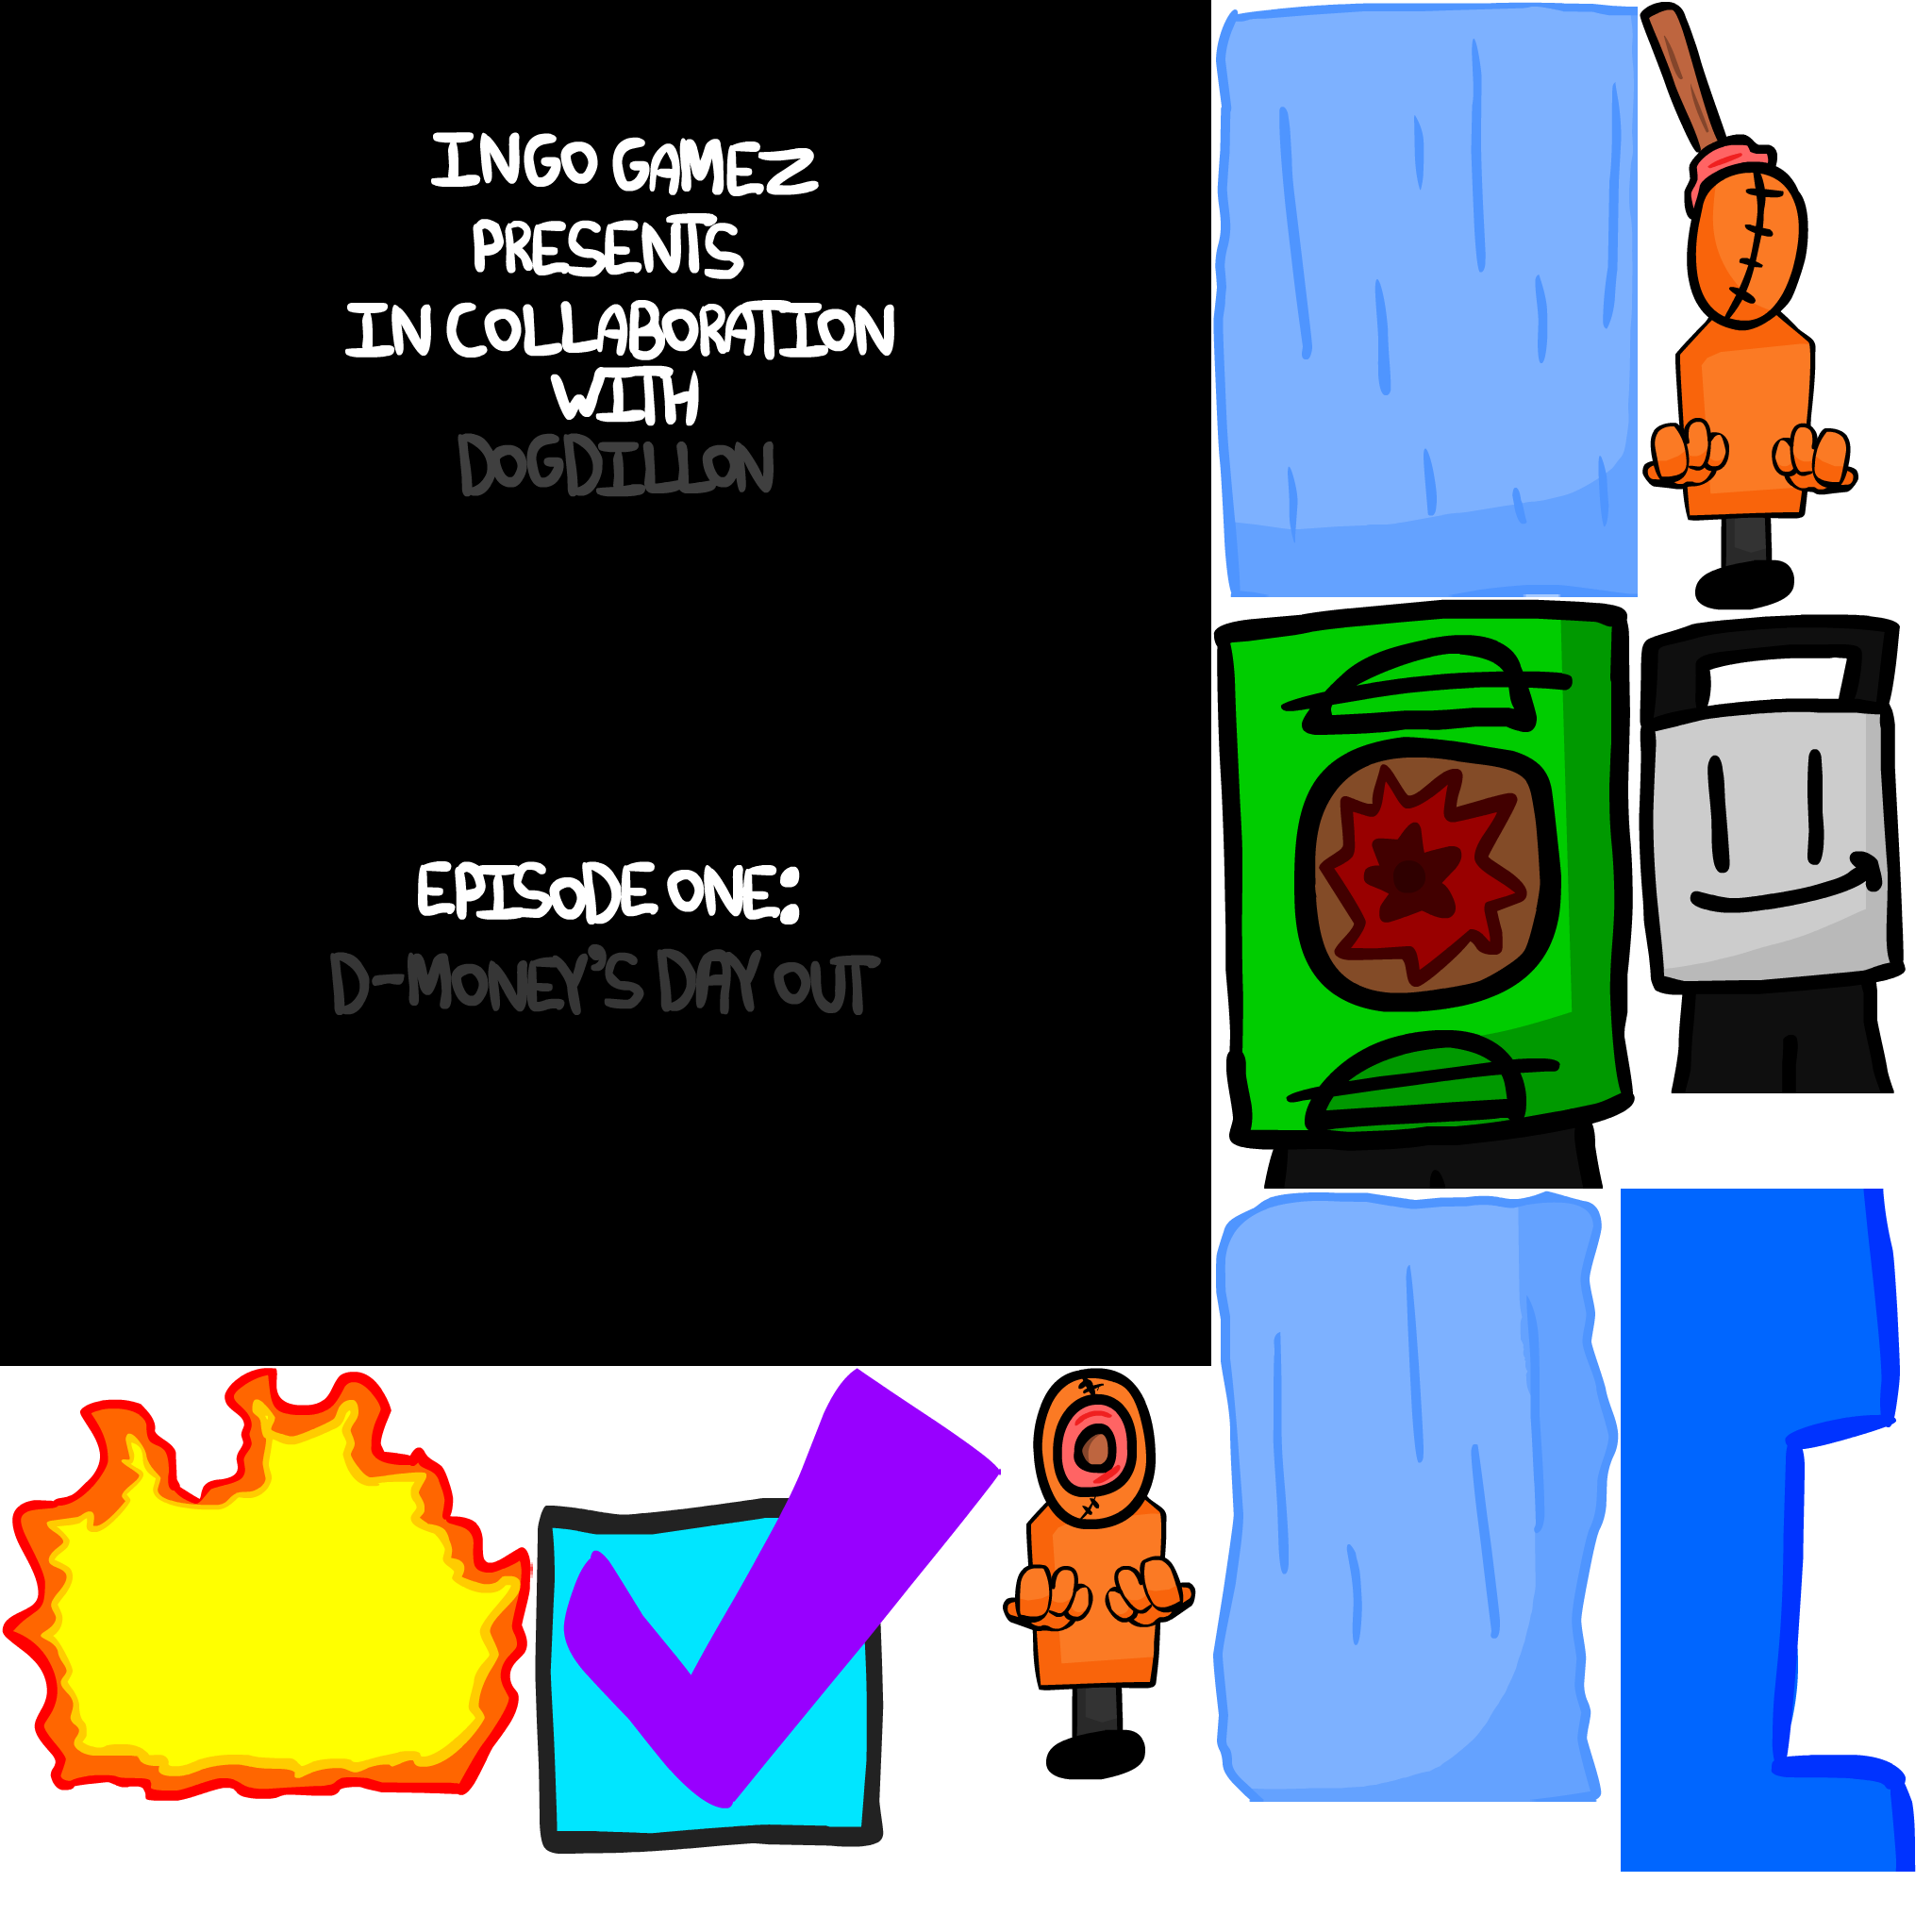 INGO GAMEZ
PRESENTS
IN COLLABORATION
WITH
DOGDILLON
EPISODE ONE:
D-MONEY'S DAY OUT